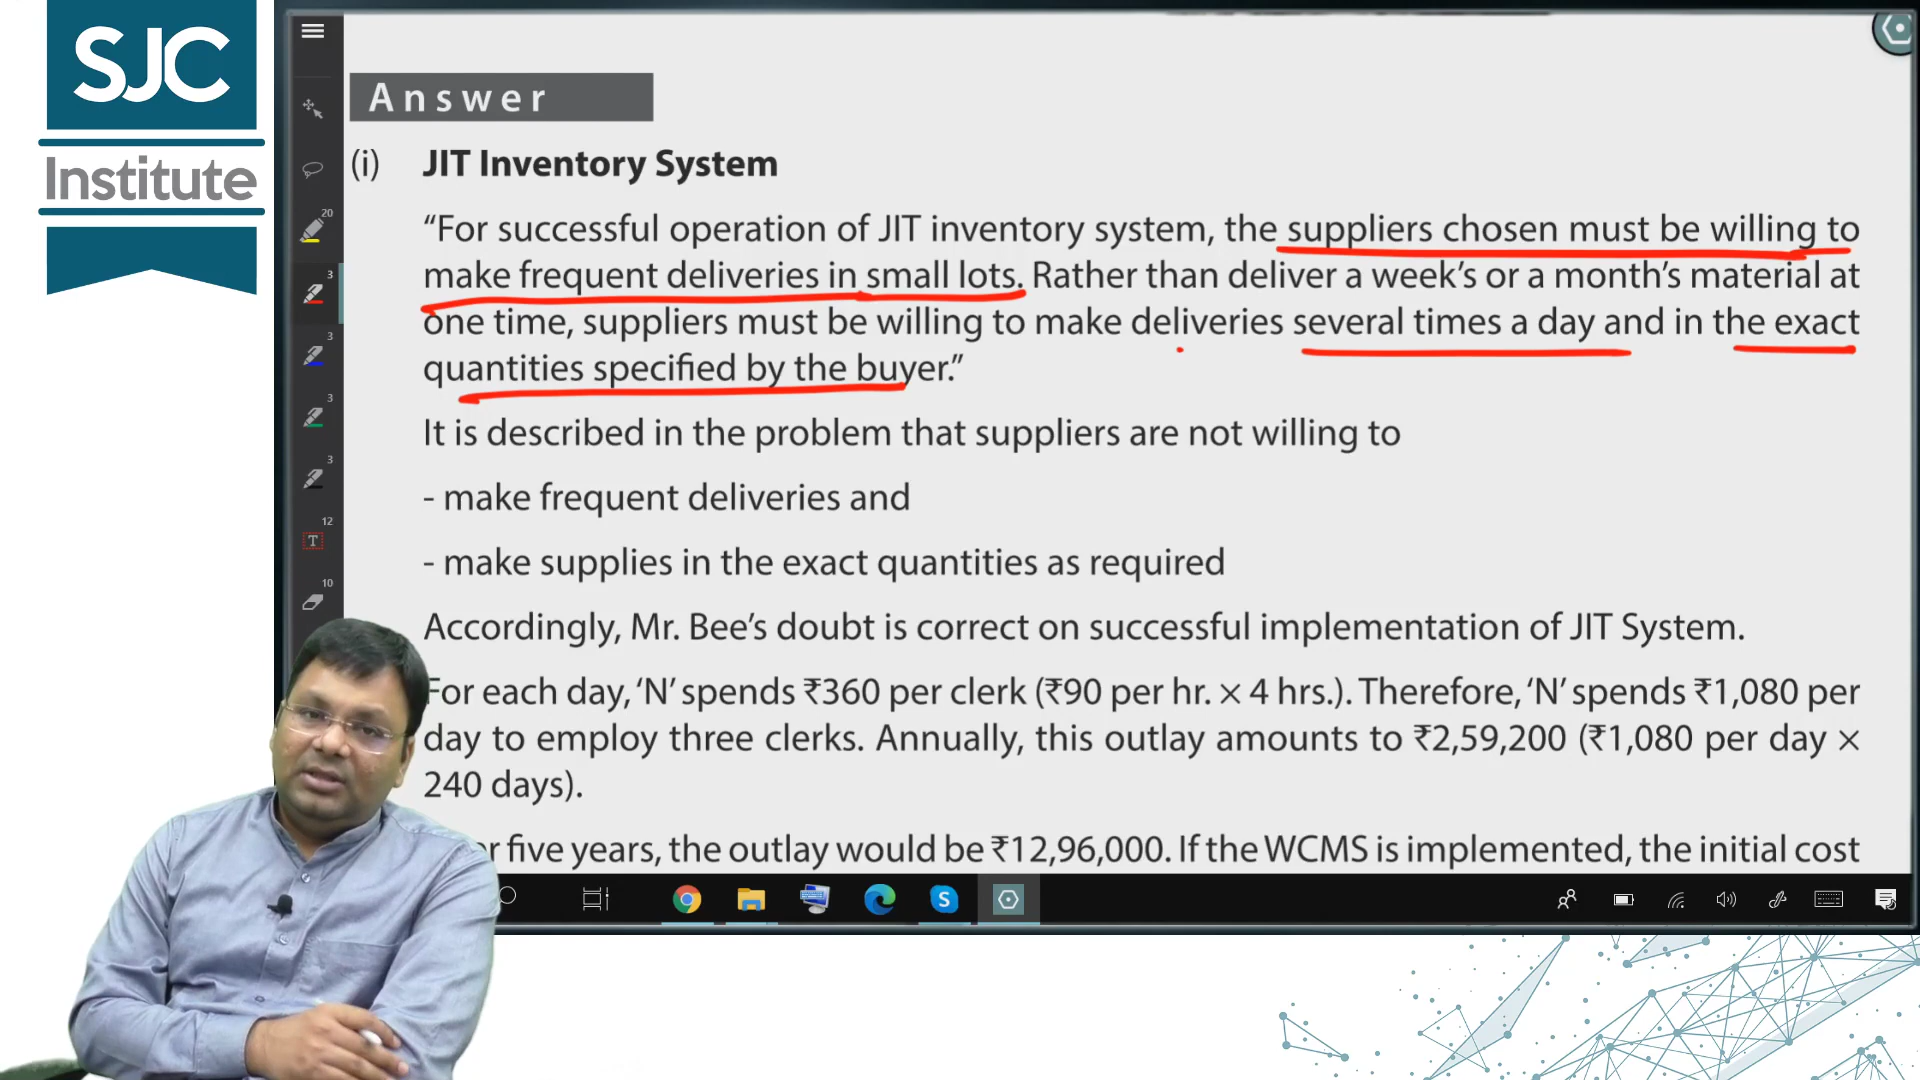 SJC
Institute
Answer
(i) JIT Inventory System
“For successful operation of JIT inventory system, the suppliers chosen must be willing to
make frequent deliveries in small lots. Rather than deliver a week’s or a month’s material at
one time, suppliers must be willing to make deliveries several times a day and in the exact
quantities specified by the buyer.”
It is described in the problem that suppliers are not willing to
- make frequent deliveries and
- make supplies in the exact quantities as required
Accordingly, Mr. Bee’s doubt is correct on successful implementation of JIT System.
For each day, ‘N’ spends ₹360 per clerk (₹90 per hr. × 4 hrs.). Therefore, ‘N’ spends ₹1,080 per
day to employ three clerks. Annually, this outlay amounts to ₹2,59,200 (₹1,080 per day ×
240 days).
five years, the outlay would be ₹12,96,000. If the WCMS is implemented, the initial cost
20
3
3
3
3
12
T
10
S